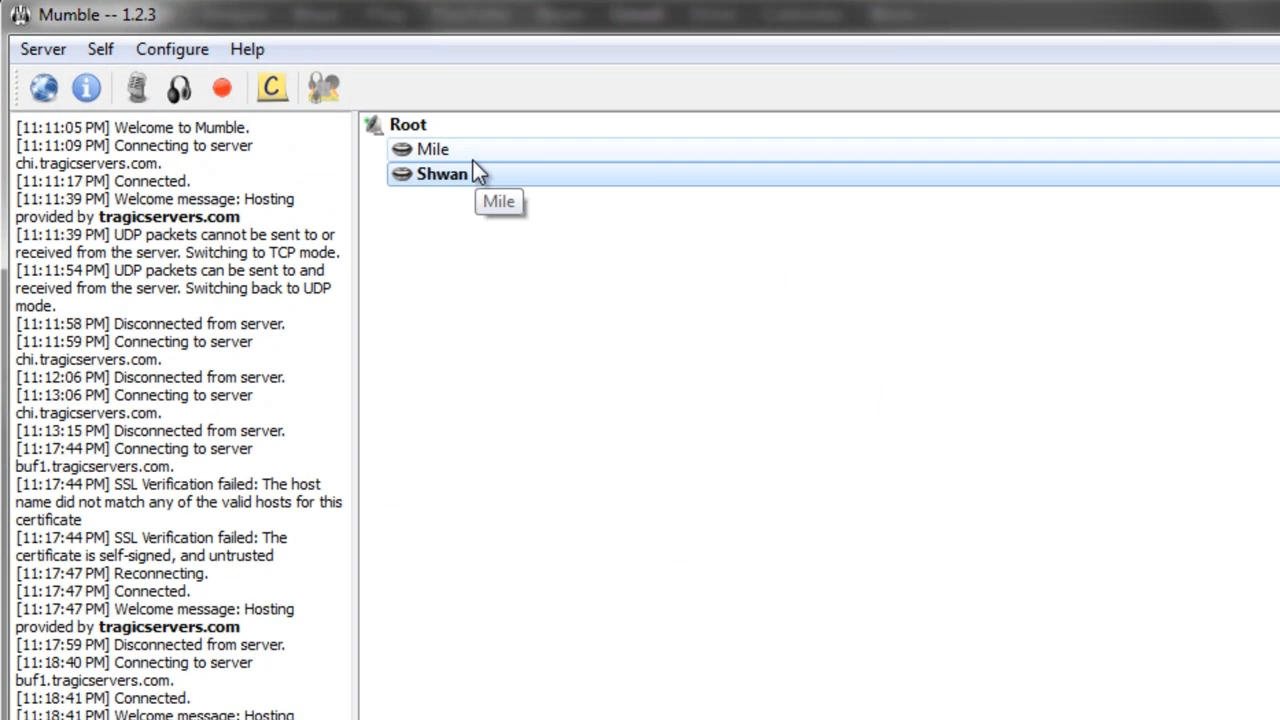 Mumble -- 1.2.3
Server Self Configure Help
[11:11:05 PM] Welcome to Mumble.
[11:11:09 PM] Connecting to server
chi.tragicservers.com.
[11:11:17 PM] Connected.
[11:11:39 PM] Welcome message: Hosting
provided by tragicservers.com
[11:11:39 PM] UDP packets cannot be sent to or
received from the server. Switching to TCP mode.
[11:11:54 PM] UDP packets can be sent to and
received from the server. Switching back to UDP
mode.
[11:11:58 PM] Disconnected from server.
[11:11:59 PM] Connecting to server
chi.tragicservers.com.
[11:12:06 PM] Disconnected from server.
[11:13:06 PM] Connecting to server
chi.tragicservers.com.
[11:13:15 PM] Disconnected from server.
[11:17:44 PM] Connecting to server
buf1.tragicservers.com.
[11:17:44 PM] SSL Verification failed: The host
name did not match any of the valid hosts for this
certificate
[11:17:44 PM] SSL Verification failed: The
certificate is self-signed, and untrusted
[11:17:47 PM] Reconnecting.
[11:17:47 PM] Connected.
[11:17:47 PM] Welcome message: Hosting
provided by tragicservers.com
[11:17:59 PM] Disconnected from server.
[11:18:40 PM] Connecting to server
buf1.tragicservers.com.
[11:18:41 PM] Connected.
[11:18:41 PM] Welcome message: Hosting
Root
Mile
Shwan
Mile